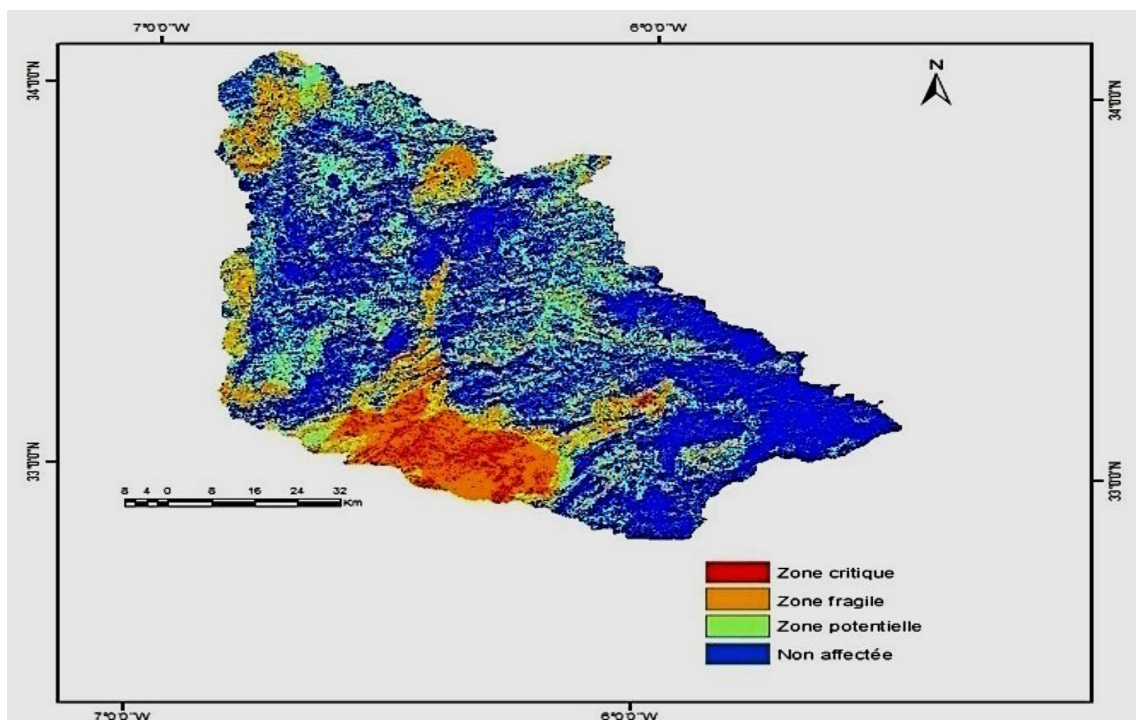 7°0'0"W 6°0'0"W
34°0'0"N
34°0'0"N
N
33°0'0"N
33°0'0"N
8 4 0 8 16 24 32
Km
Zone critique
Zone fragile
Zone potentielle
Non affectée
7°0'0"W 6°0'0"W